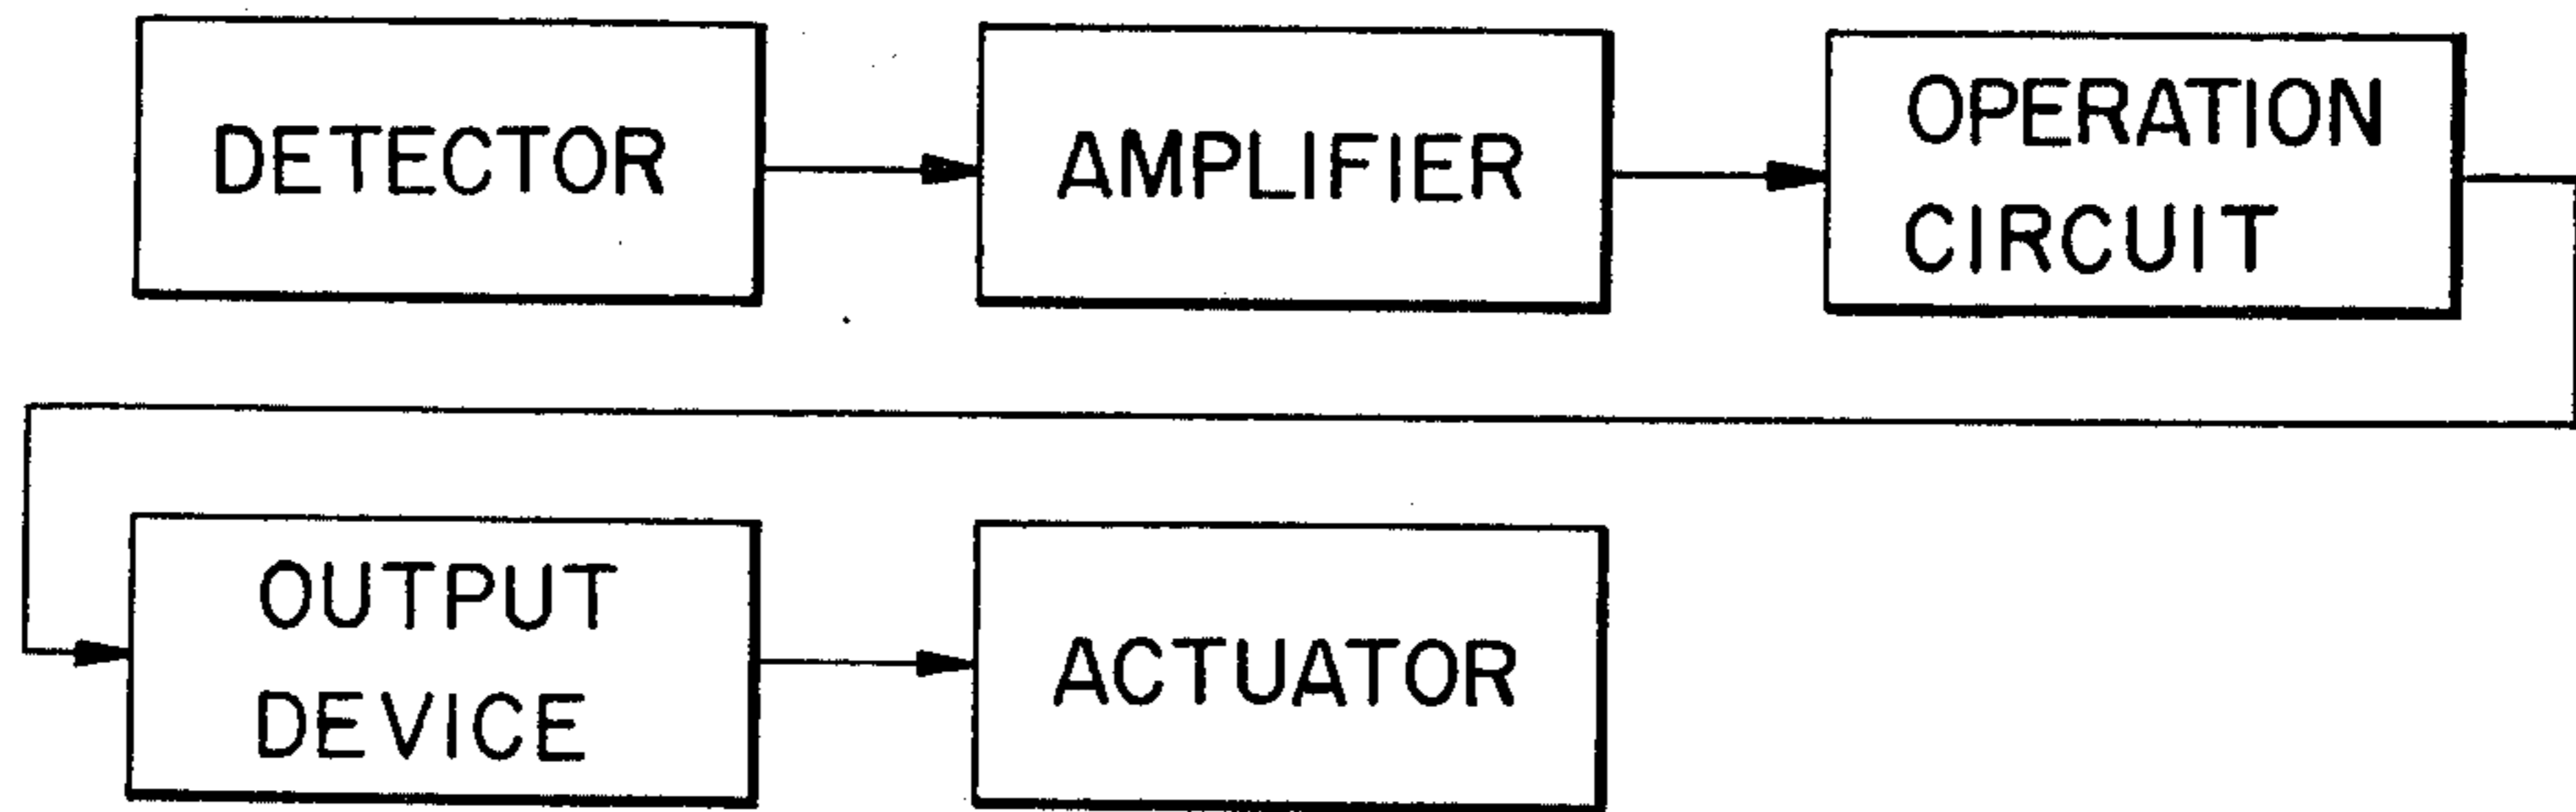 DETECTOR
AMPLIFIER
OPERATION
CIRCUIT
OUTPUT
DEVICE
ACTUATOR